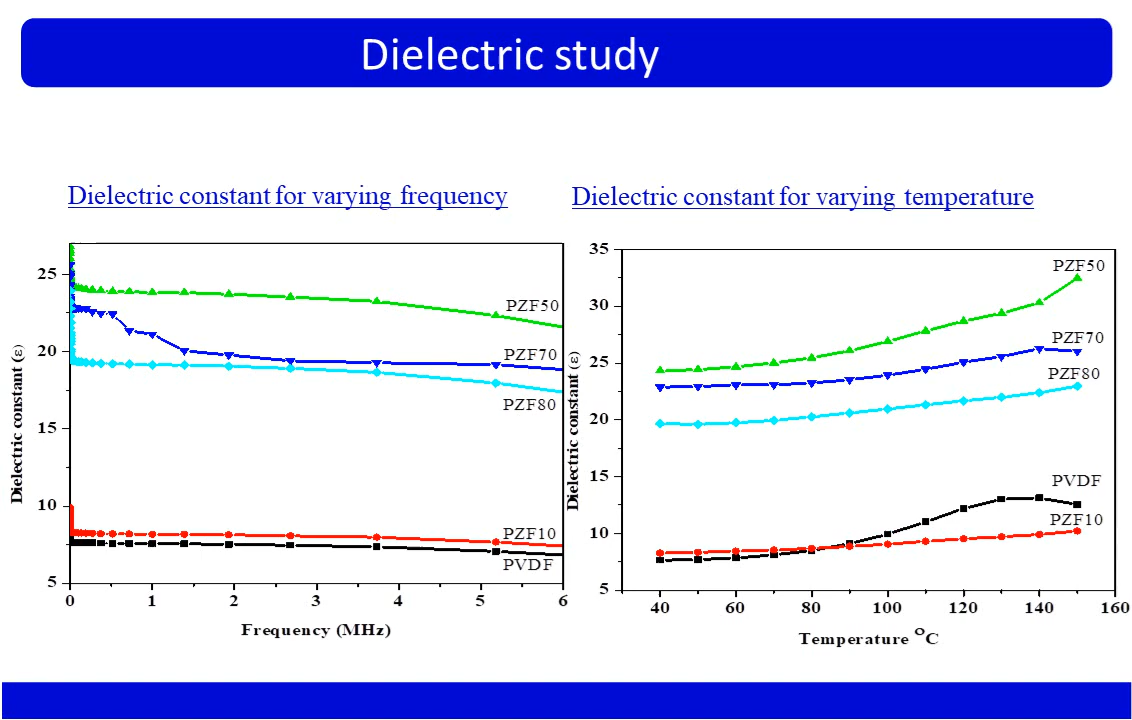 Dielectric study
Dielectric constant for varying frequency
Dielectric constant for varying temperature
Dielectric constant (ε)
25
20
15
10
5
0
1
2
3
4
5
6
Frequency (MHz)
PZF50
PZF70
PZF80
PZF10
PVDF
Dielectric constant (ε)
35
30
25
20
15
10
5
40
60
80
100
120
140
160
Temperature ᴼC
PZF50
PZF70
PZF80
PVDF
PZF10